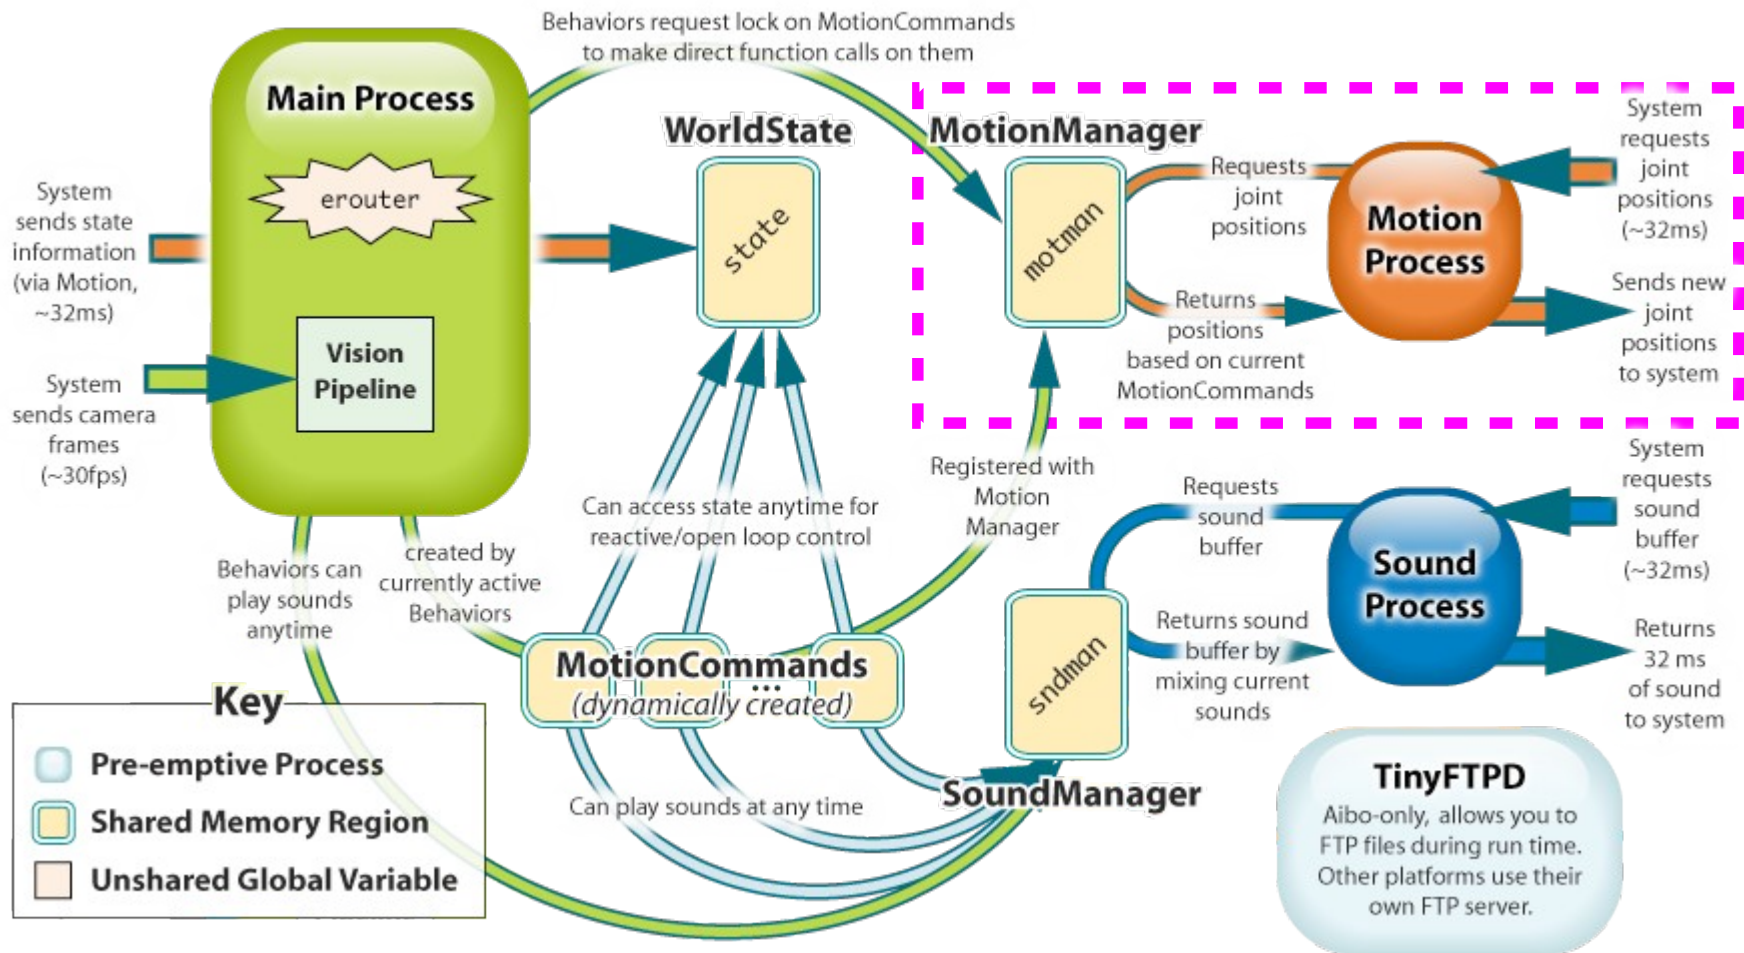 Behaviors request lock on MotionCommands
to make direct function calls on them
Main Process
erouter
Vision
Pipeline
System
sends state
information
(via Motion,
~32ms)
System
sends camera
frames
(~30fps)
WorldState
state
MotionManager
motman
Requests
joint
positions
Returns
positions
based on current
MotionCommands
Motion
Process
System
requests
joint
positions
(~32ms)
Sends new
joint
positions
to system
Can access state anytime for
reactive/open loop control
Registered with
Motion
Manager
Behaviors can
play sounds
anytime
created by
currently active
Behaviors
MotionCommands
...
(dynamically created)
Can play sounds at any time
sndman
SoundManager
Requests
sound
buffer
Returns sound
buffer by
mixing current
sounds
Sound
Process
System
requests
sound
buffer
(~32ms)
Returns
32 ms
of sound
to system
Key
Pre-emptive Process
Shared Memory Region
Unshared Global Variable
TinyFTPD
Aibo-only, allows you to
FTP files during run time.
Other platforms use their
own FTP server.